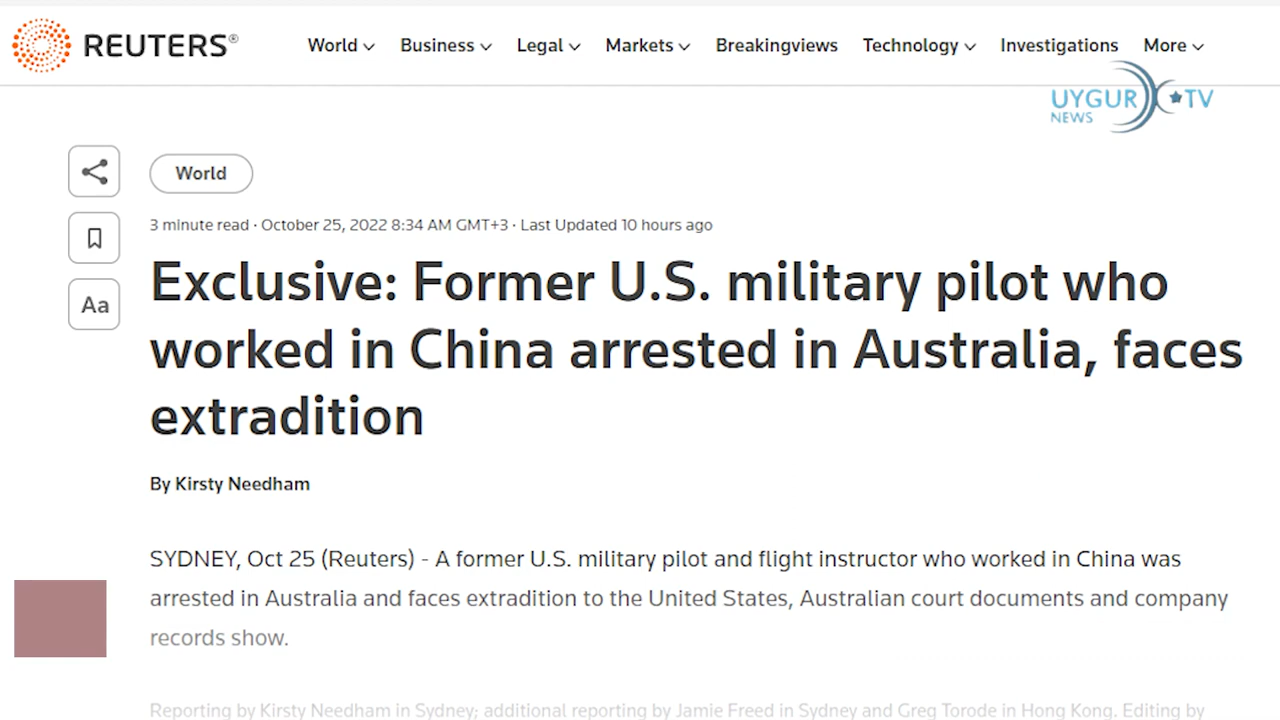 REUTERS®
World Business Legal Markets Breakingviews Technology Investigations More
UYGUR TV
NEWS
World
3 minute read · October 25, 2022 8:34 AM GMT+3 · Last Updated 10 hours ago
Exclusive: Former U.S. military pilot who
worked in China arrested in Australia, faces
extradition
By Kirsty Needham
Aa
SYDNEY, Oct 25 (Reuters) - A former U.S. military pilot and flight instructor who worked in China was
arrested in Australia and faces extradition to the United States, Australian court documents and company
records show.
Reporting by Kirsty Needham in Sydney; additional reporting by Jamie Freed in Sydney and Greg Torode in Hong Kong. Editing by